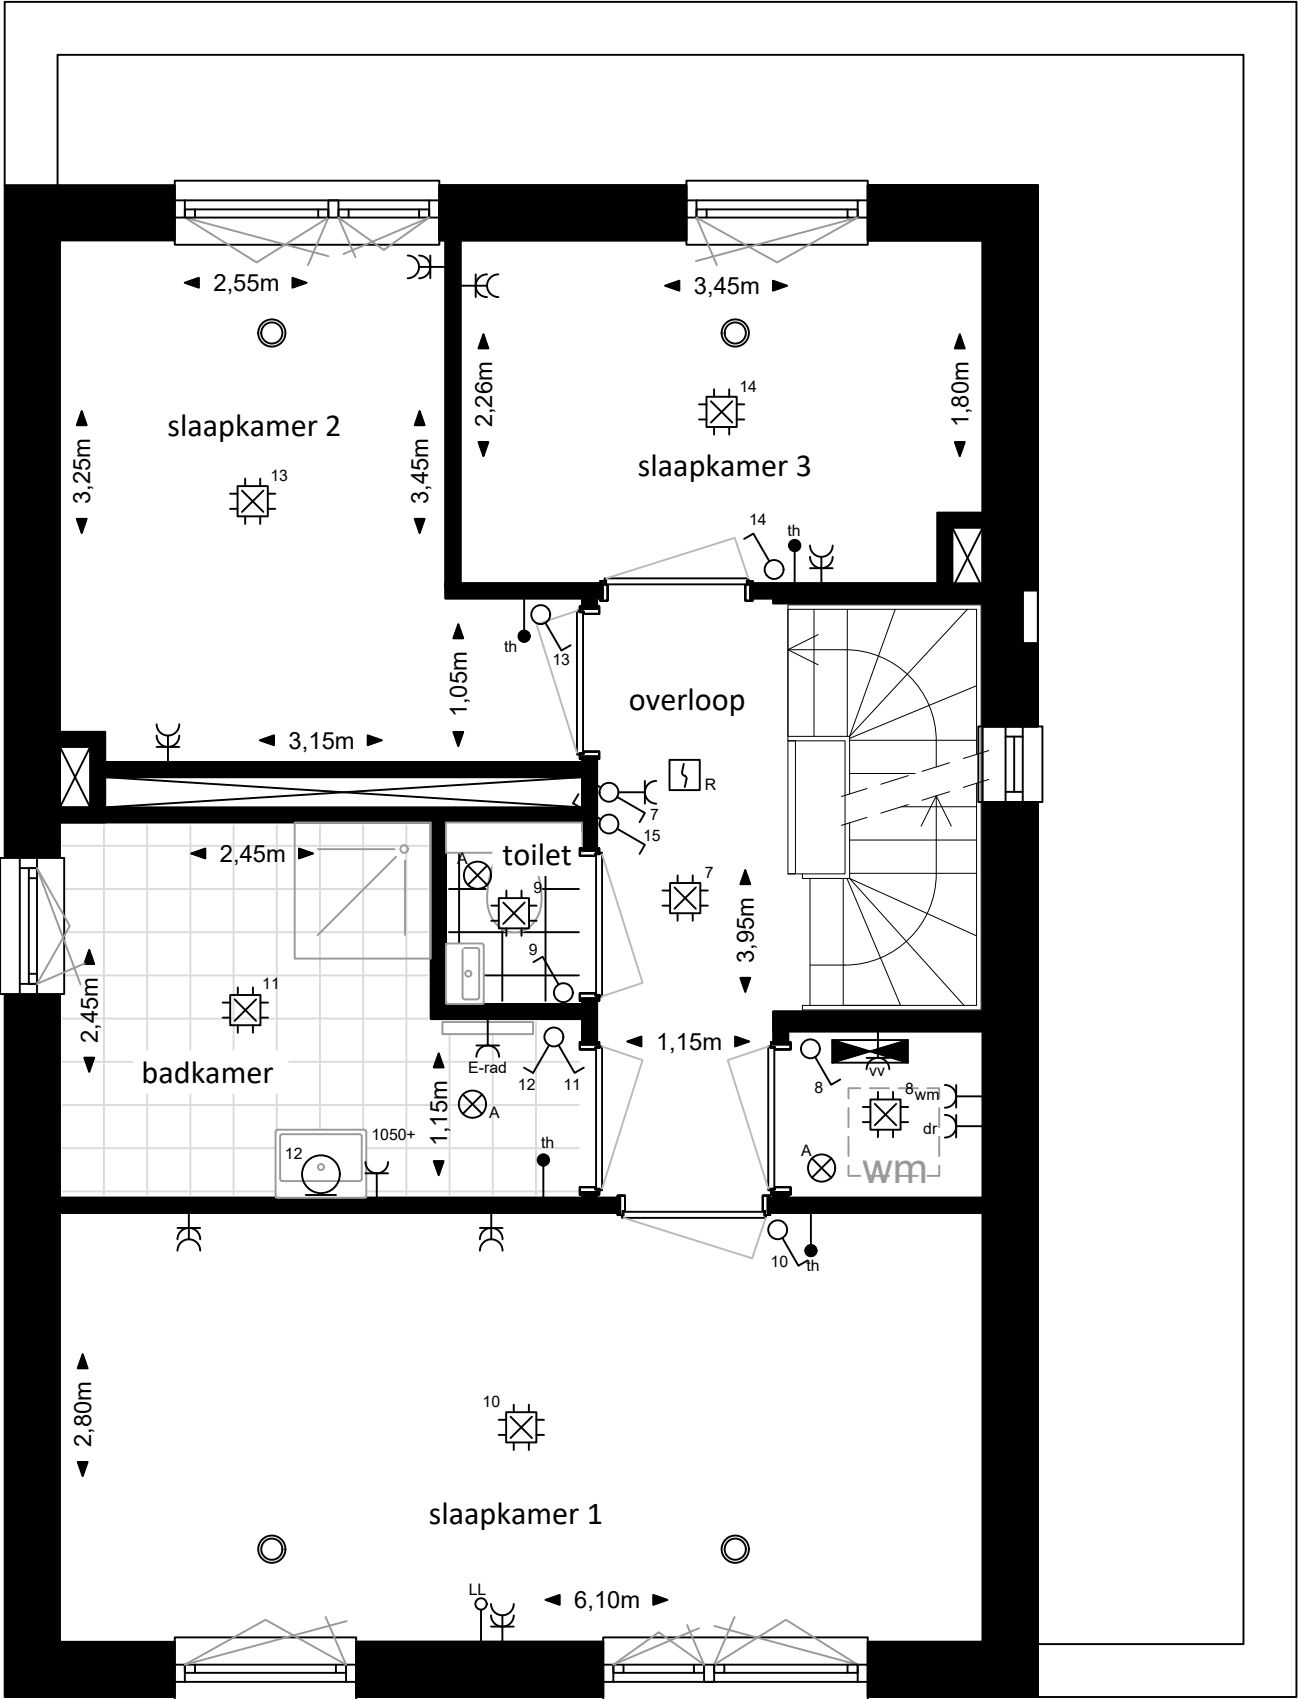 2,55m
3,45m
2,26m
1,80m
14
slaapkamer 2
3,25m
3,45m
slaapkamer 3
13
14
th
th
13
1,05m
overloop
3,15m
R
7
15
2,45m
A
toilet
9
7
9
3,95m
11
2,45m
badkamer
E-rad
12
11
1,15m
8
vv
8
wm
dr
A
1,15m
A
wm
12
1050+
th
10
th
2,80m
10
slaapkamer 1
LL
6,10m